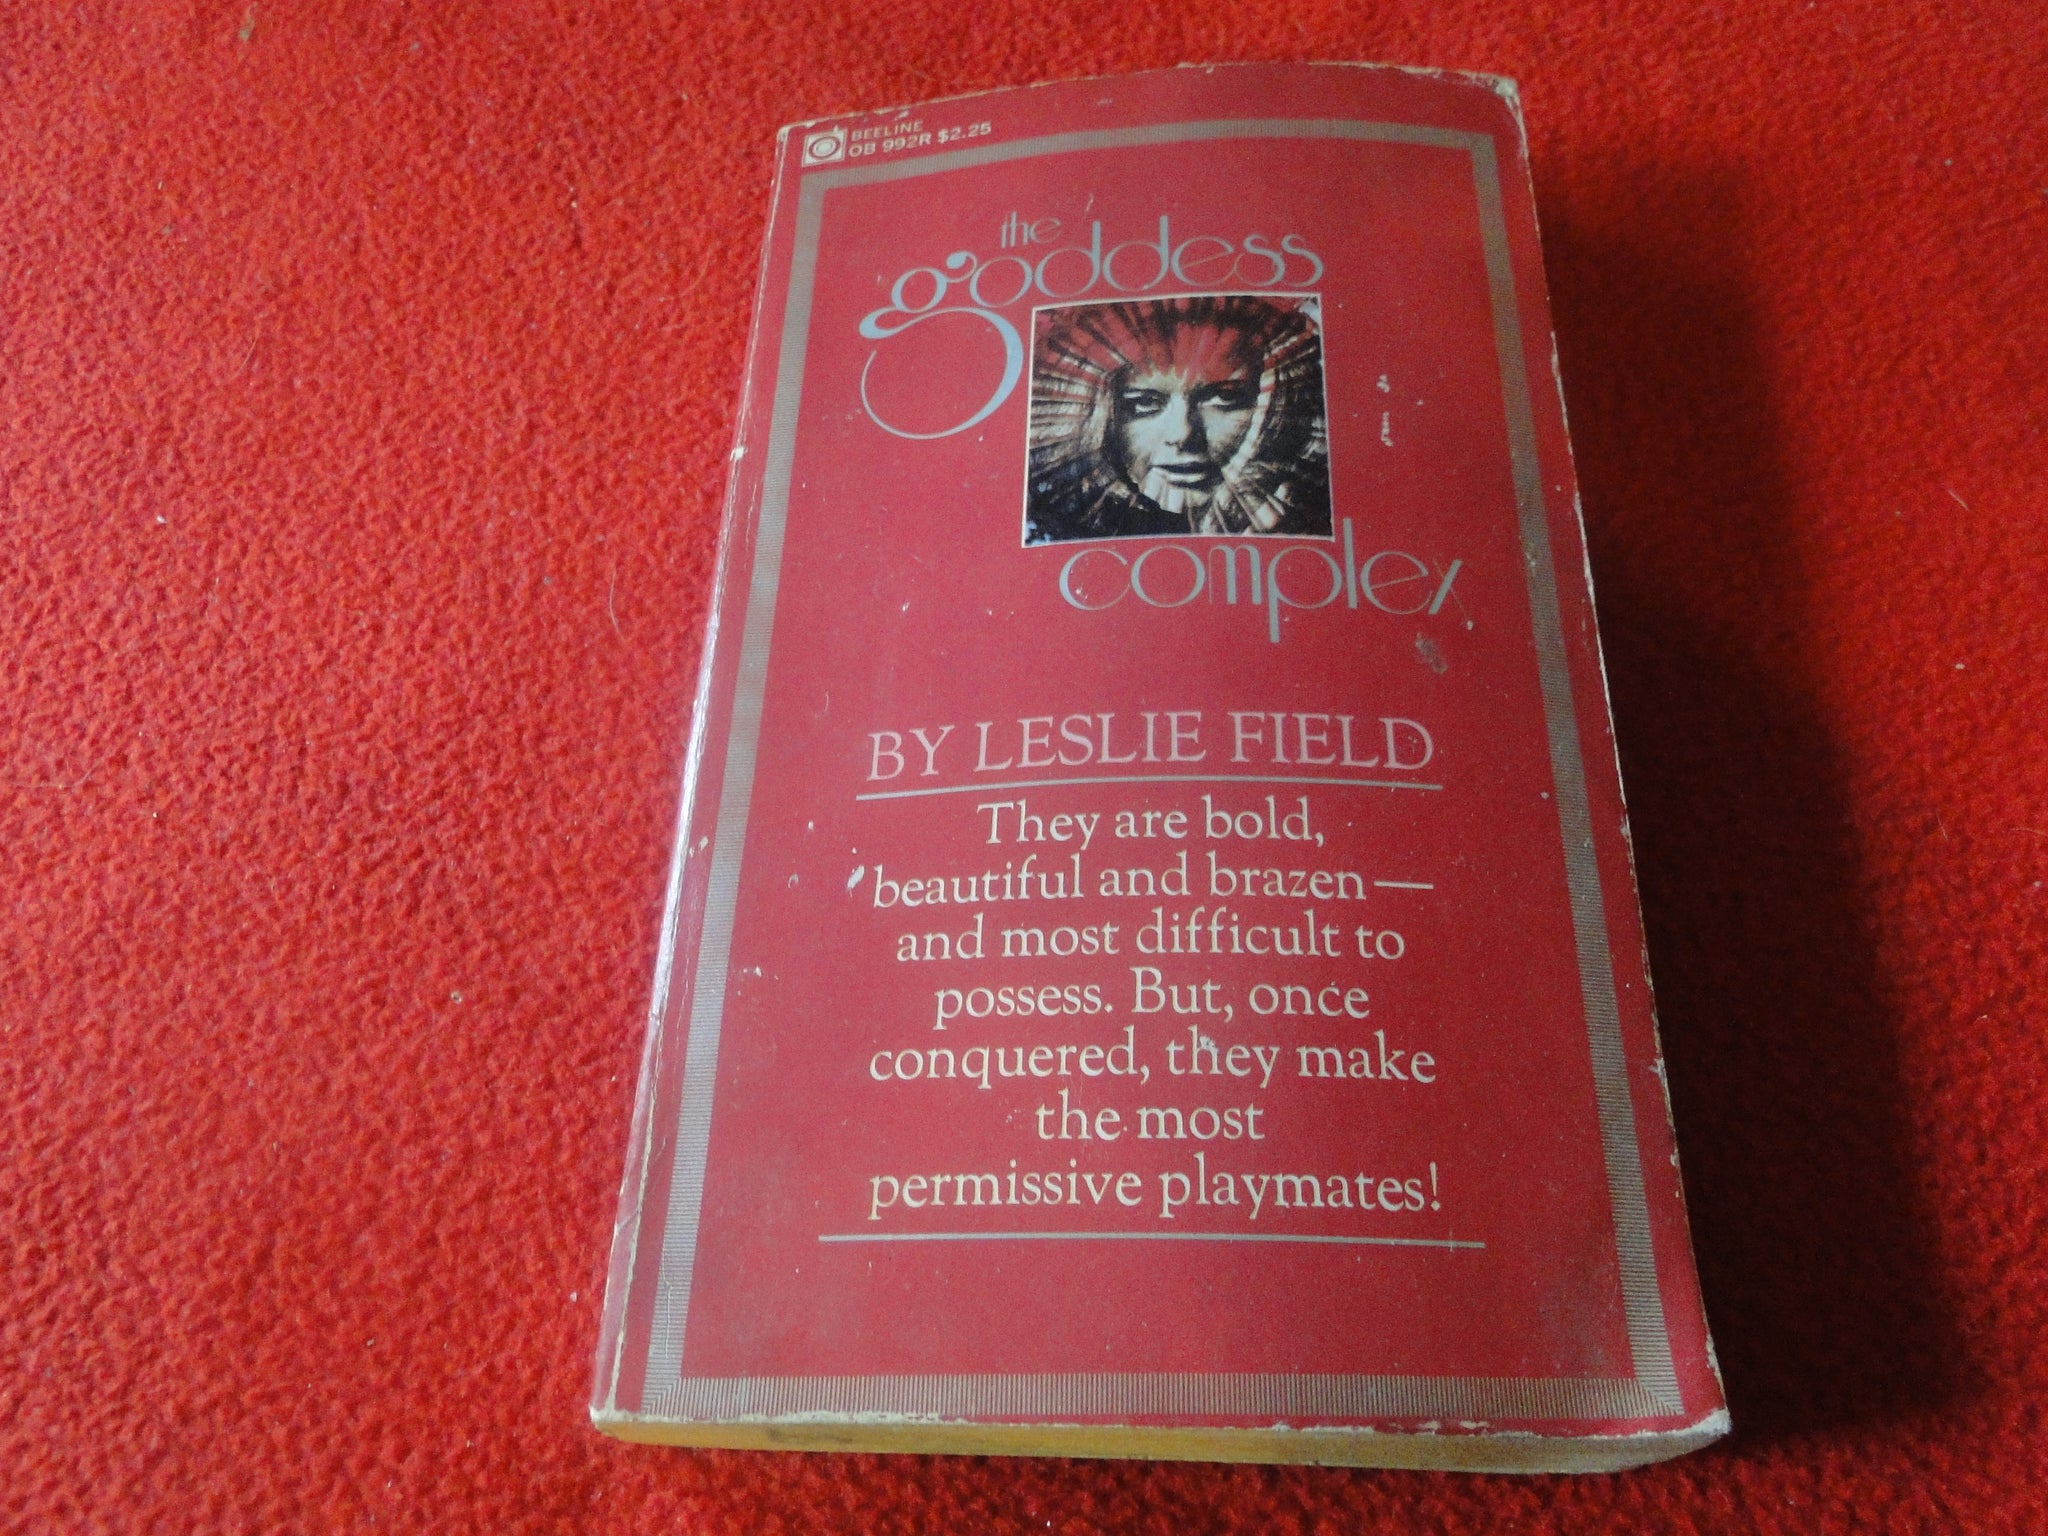 BEELINE
OB 992R $2.25
the
goddess
complex
BY LESLIE FIELD
They are bold,
beautiful and brazen—
and most difficult to
possess. But, once
conquered, they make
the most
permissive playmates!